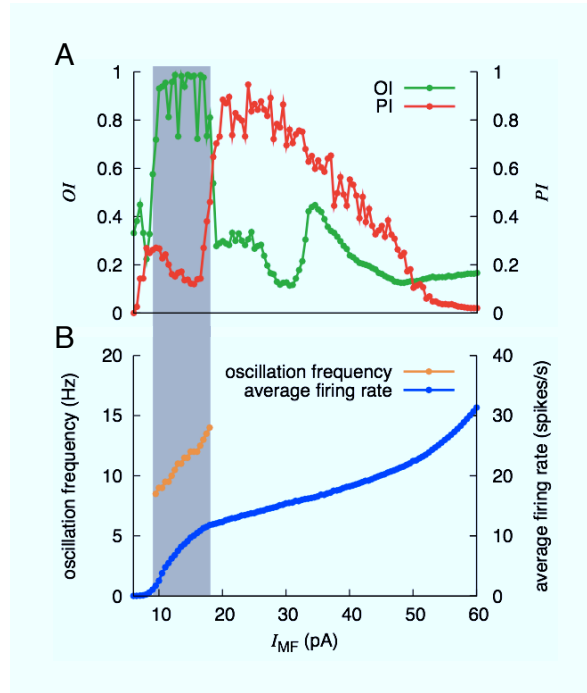 A
OI
PI
1
0.8
0.6
0.4
0.2
0
OI
1
0.8
0.6
0.4
0.2
0
PI
B
oscillation frequency
average firing rate
20
15
10
5
0
oscillation frequency (Hz)
40
30
20
10
0
average firing rate (spikes/s)
10 20 30 40 50 60
I_MF (pA)